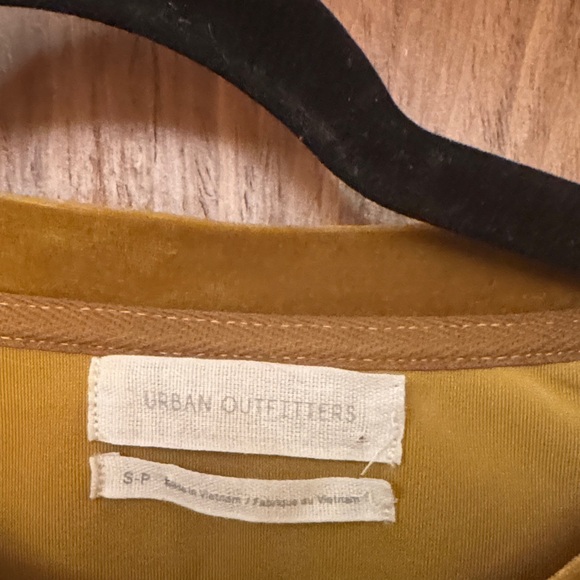 URBAN OUTFITTERS
S-P Made in Vietnam / Fabriqué au Vietnam